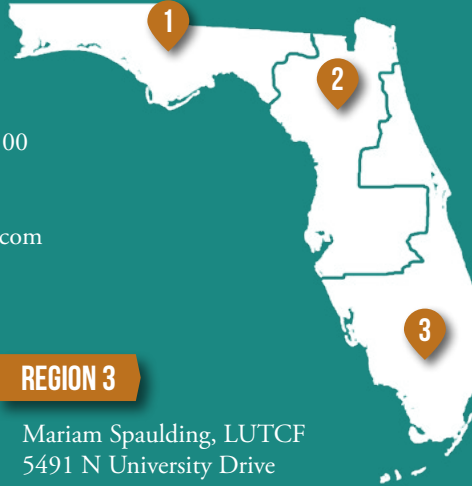 1
2
00
com
3
REGION 3
Mariam Spaulding, LUTCF
5491 N University Drive